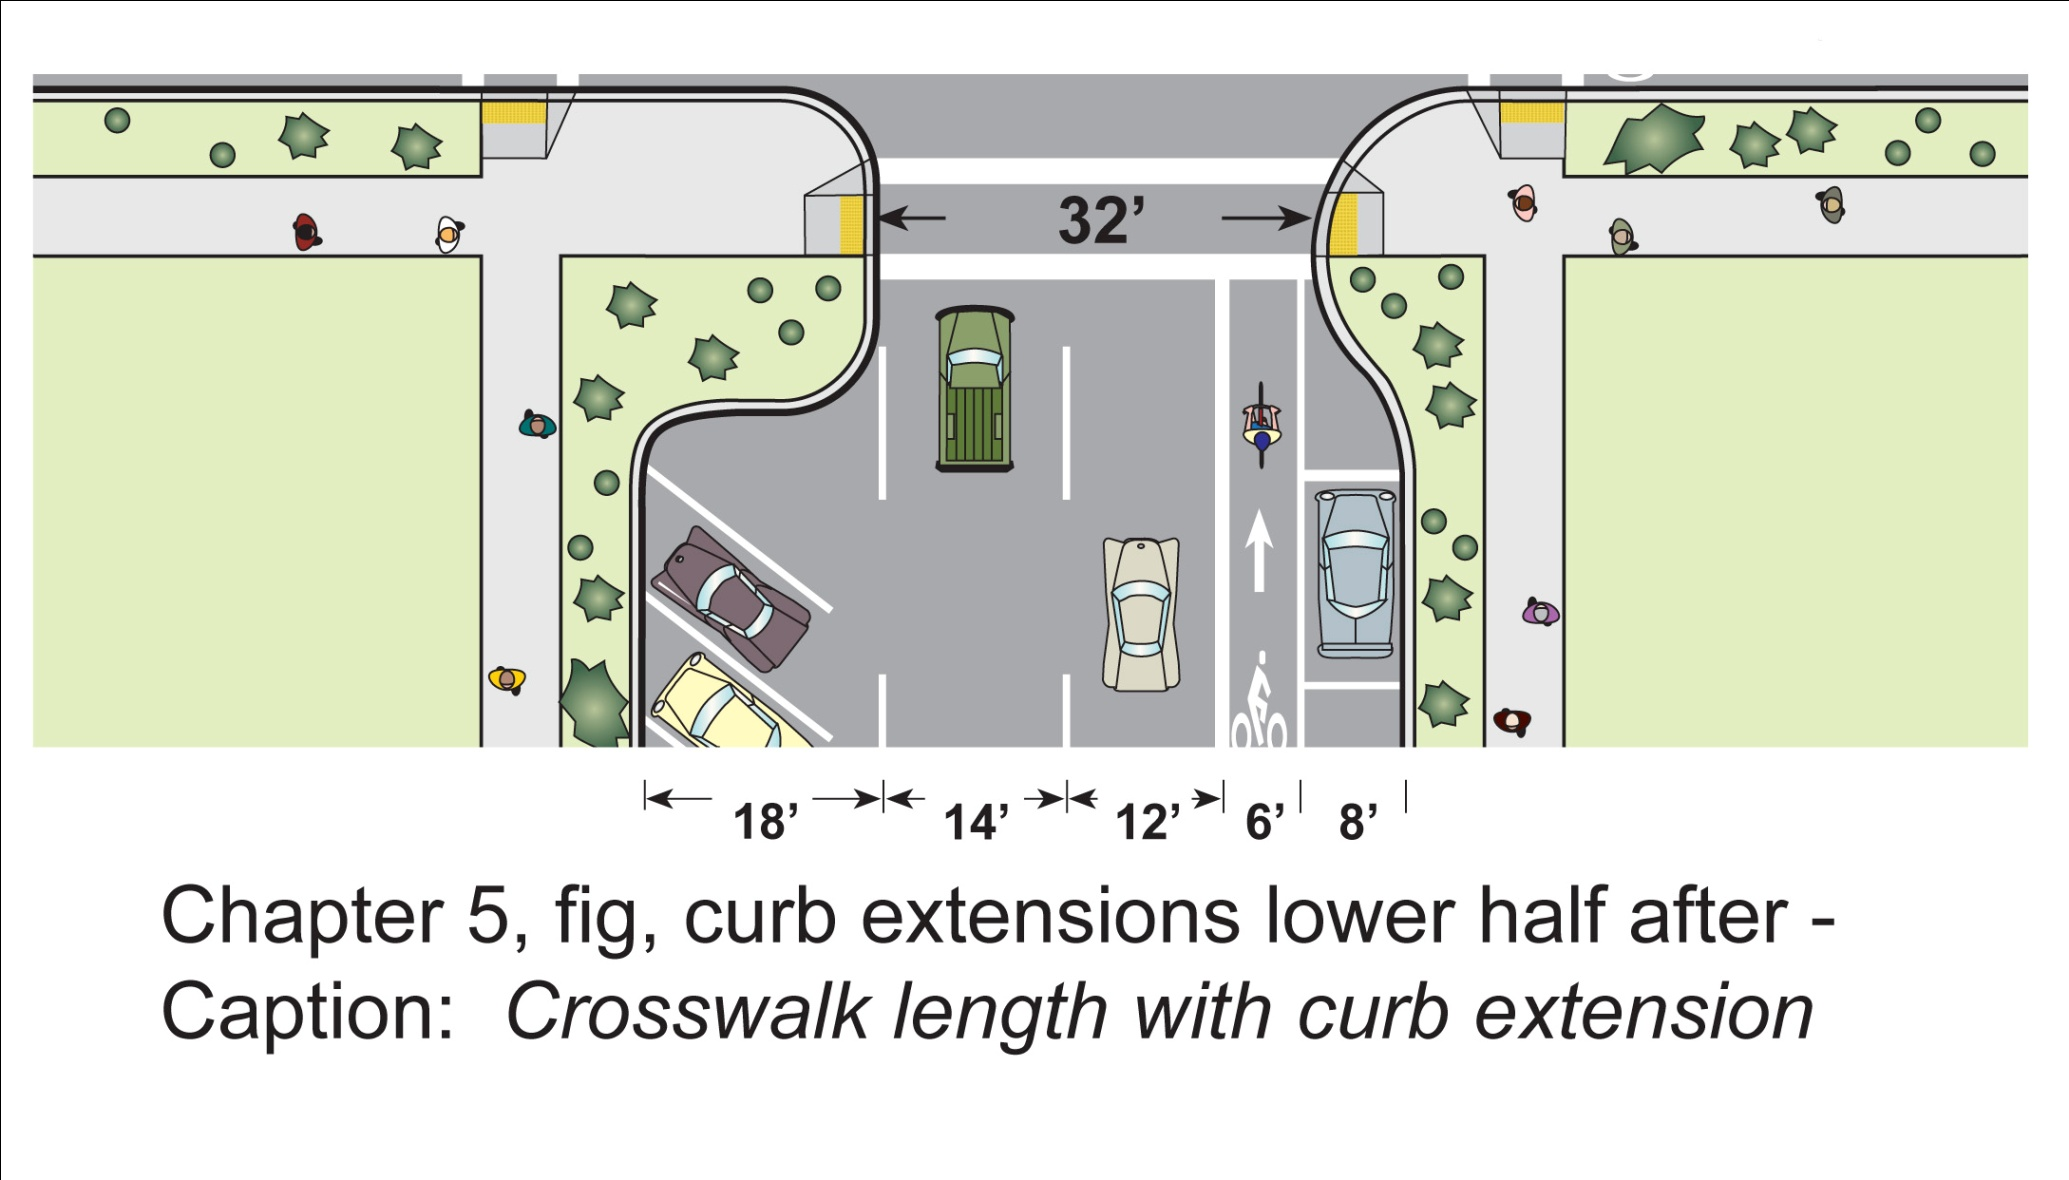 32’
18’ 14’ 12’ 6’ 8’
Chapter 5, fig, curb extensions lower half after -
Caption: Crosswalk length with curb extension